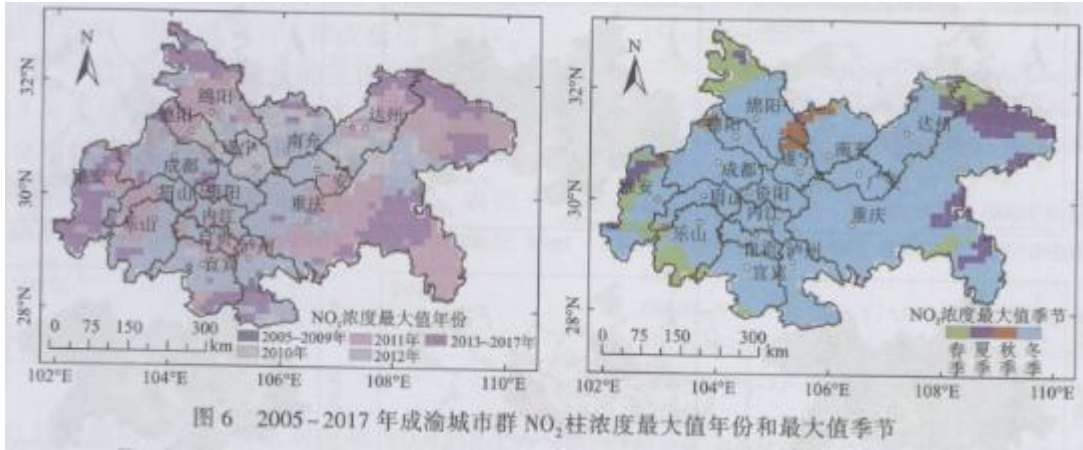 N
N
32°N
30°N
28°N
绵阳
德阳
达州
遂宁
南充
成都
雅安
眉山
资阳
重庆
内江
乐山
泸州
宜宾
NO₂浓度最大值年份
2005~2009年
2011年
2013~2017年
2010年
2012年
0 75 150 300
km
102°E 104°E 106°E 108°E 110°E
32°N
30°N
28°N
绵阳
德阳
达州
遂宁
南充
成都
雅安
眉山
资阳
重庆
内江
乐山
泸州
宜宾
NO₂浓度最大值季节
春季
夏季
秋季
冬季
0 75 150 300
km
102°E 104°E 106°E 108°E 110°E
图 6 2005~2017 年成渝城市群 NO₂柱浓度最大值年份和最大值季节